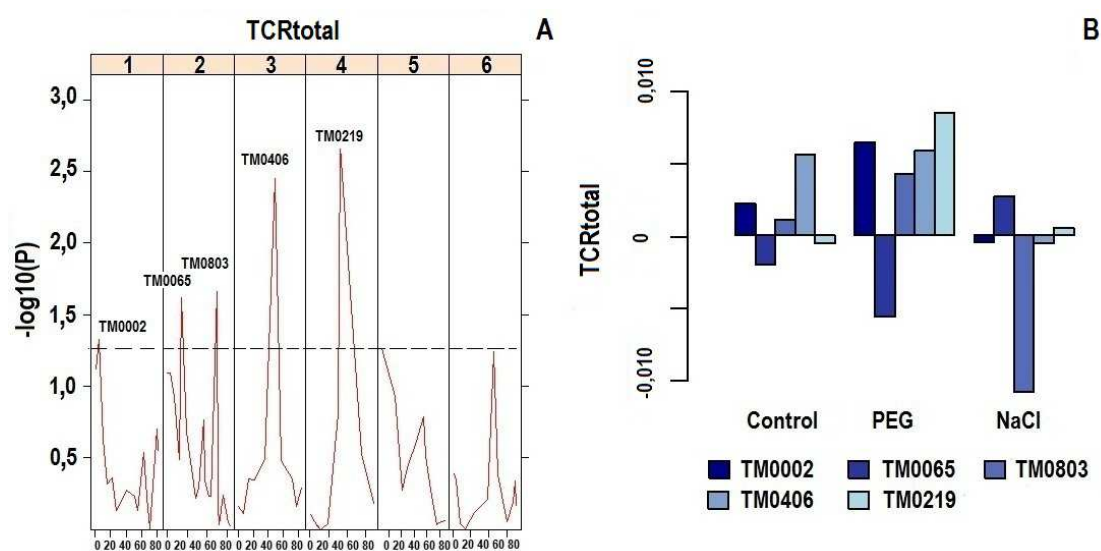 TCRtotal
A
1 2 3 4 5 6
3,0
2,5
2,0
1,5
1,0
0,5
-log10(P)
TM0002
TM0065
TM0803
TM0406
TM0219
0 20 40 60 80 0 20 40 60 80 0 20 40 60 80 0 20 40 60 80 0 20 40 60 80 0 20 40 60 80
B
0,010
0
-0,010
TCRtotal
Control PEG NaCl
TM0002 TM0065 TM0803
TM0406 TM0219